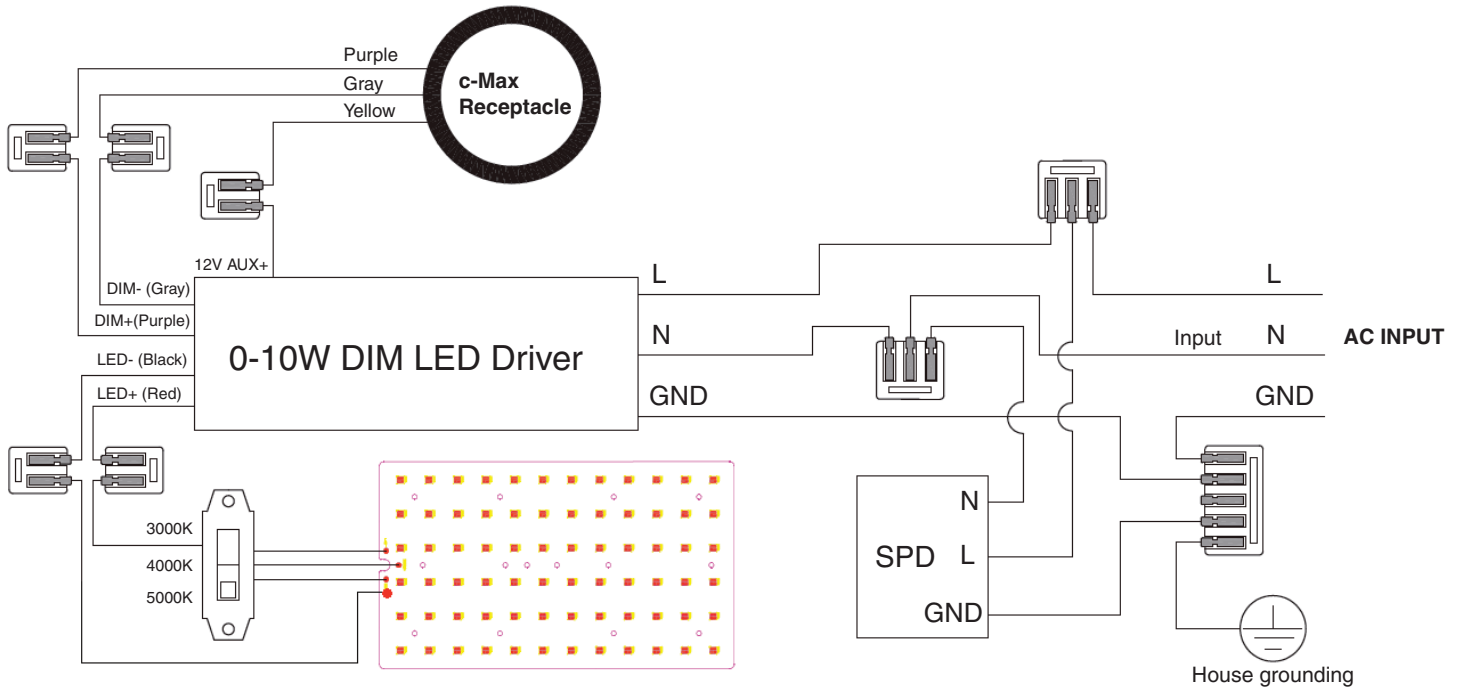 Purple
Gray
Yellow
c-Max
Receptacle
12V AUX+
DIM- (Gray)
DIM+(Purple)
LED- (Black)
LED+ (Red)
0-10W DIM LED Driver
L
N
GND
L
Input N AC INPUT
GND
3000K
4000K
5000K
SPD
N
L
GND
House grounding